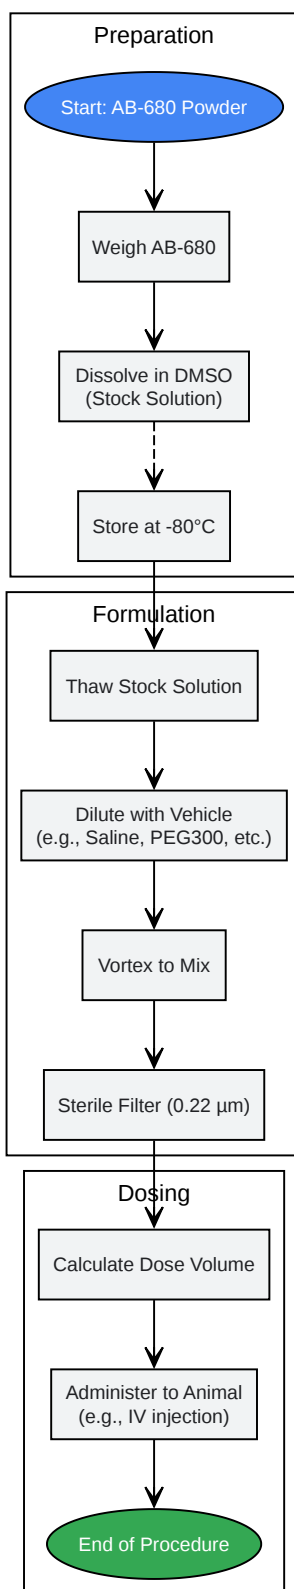 Preparation
Start: AB-680 Powder
Weigh AB-680
Dissolve in DMSO
(Stock Solution)
Store at -80°C
Formulation
Thaw Stock Solution
Dilute with Vehicle
(e.g., Saline, PEG300, etc.)
Vortex to Mix
Sterile Filter (0.22 µm)
Dosing
Calculate Dose Volume
Administer to Animal
(e.g., IV injection)
End of Procedure